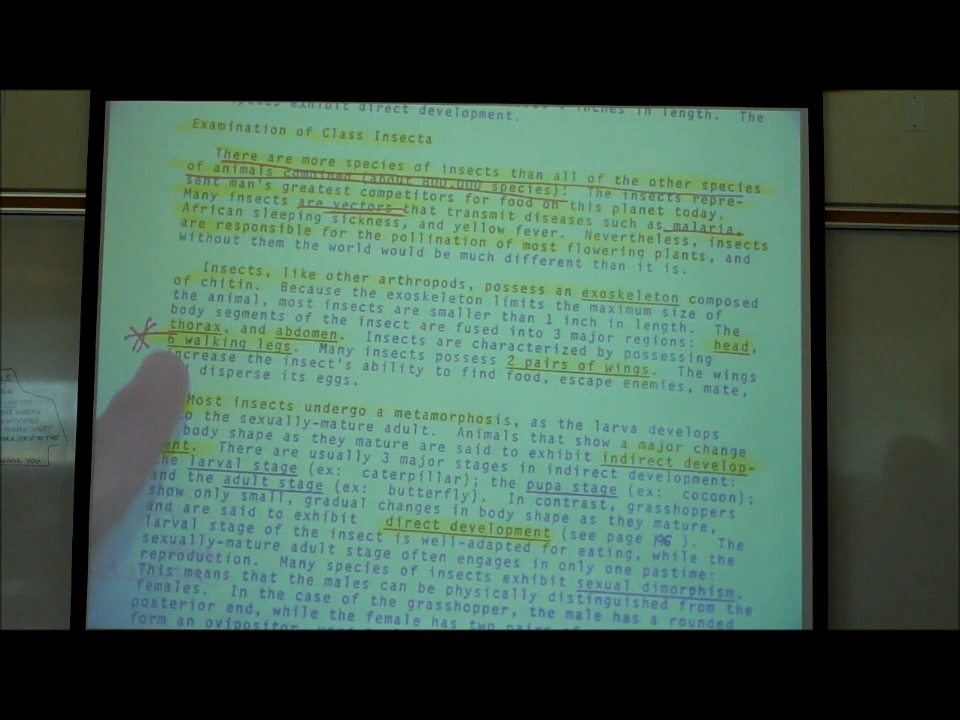 inches in length. The
exhibit direct development.
Examination of Class Insecta
There are more species of insects than all of the other species
of animals combined (about 800,000 species)! The insects repre-
sent man's greatest competitors for food on this planet today.
Many insects are vectors that transmit diseases such as malaria,
African sleeping sickness, and yellow fever. Nevertheless, insects
are responsible for the pollination of most flowering plants, and
without them the world would be much different than it is.
Insects, like other arthropods, possess an exoskeleton composed
of chitin. Because the exoskeleton limits the maximum size of
the animal, most insects are smaller than 1 inch in length. The
body segments of the insect are fused into 3 major regions: head,
thorax, and abdomen. Insects are characterized by possessing
6 walking legs. Many insects possess 2 pairs of wings. The wings
increase the insect's ability to find food, escape enemies, mate,
disperse its eggs.
Most insects undergo a metamorphosis, as the larva develops
to the sexually-mature adult. Animals that show a major change
body shape as they mature are said to exhibit indirect develop-
ment. There are usually 3 major stages in indirect development:
the larval stage (ex: caterpillar); the pupa stage (ex: cocoon);
and the adult stage (ex: butterfly). In contrast, grasshoppers
show only small, gradual changes in body shape as they mature,
and are said to exhibit direct development (see page 196 ). The
larval stage of the insect is well-adapted for eating, while the
sexually-mature adult stage often engages in only one pastime:
reproduction. Many species of insects exhibit sexual dimorphism.
This means that the males can be physically distinguished from the
females. In the case of the grasshopper, the male has a rounded
posterior end, while the female has two pairs of
form an ovipositor,
THANK YOU